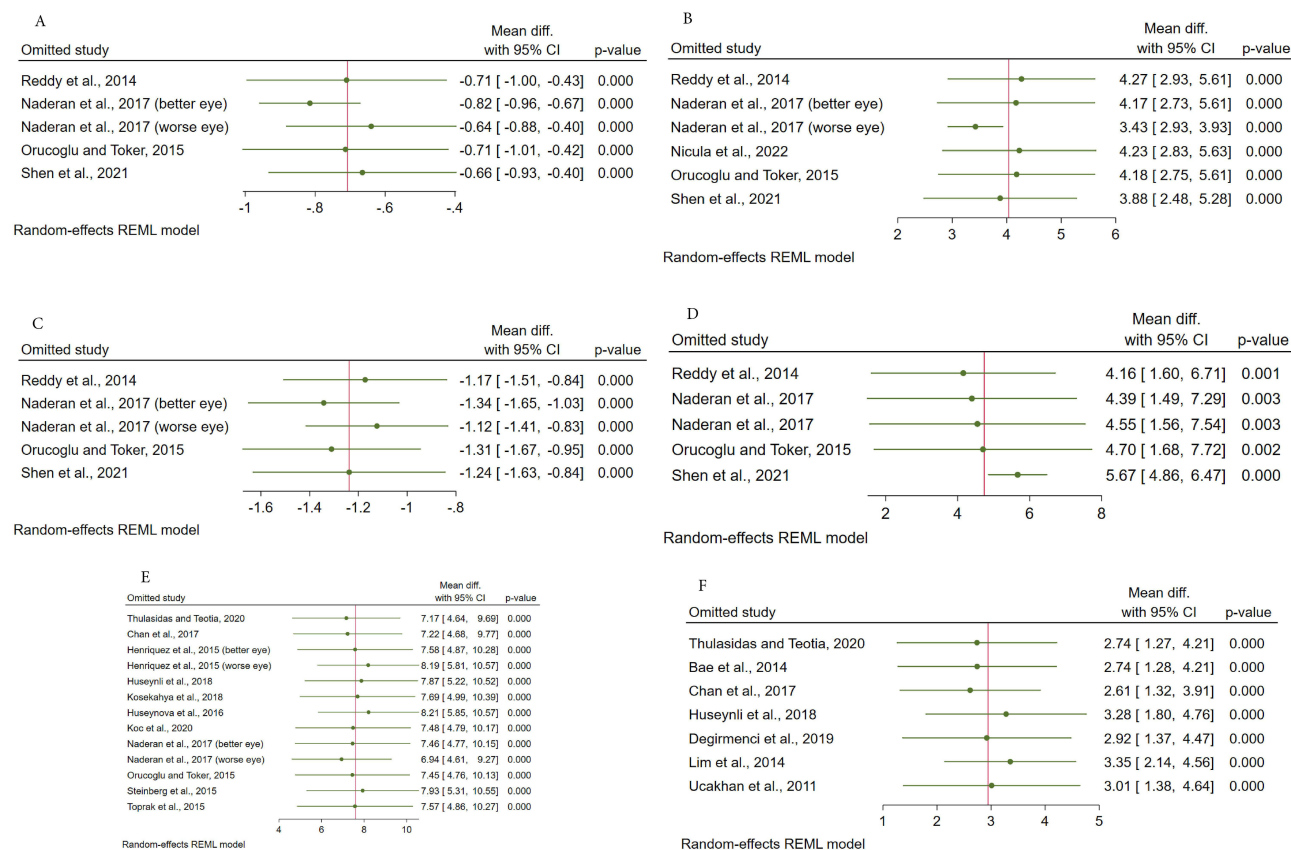 A
Mean diff.
Omitted study with 95% CI p-value
Reddy et al., 2014 -0.71 [ -1.00, -0.43) 0.000
Naderan et al., 2017 (better eye) -0.82 [ -0.96, -0.67) 0.000
Naderan et al., 2017 (worse eye) -0.64 [ -0.88, -0.40) 0.000
Orucoglu and Toker, 2015 -0.71 [ -1.01, -0.42) 0.000
Shen et al., 2021 -0.66 [ -0.93, -0.40) 0.000
-1 -.8 -.6 -.4
Random-effects REML model
B
Mean diff.
Omitted study with 95% CI p-value
Reddy et al., 2014 4.27 [ 2.93, 5.61] 0.000
Naderan et al., 2017 (better eye) 4.17 [ 2.73, 5.61] 0.000
Naderan et al., 2017 (worse eye) 3.43 [ 2.93, 3.93] 0.000
Nicula et al., 2022 4.23 [ 2.83, 5.63] 0.000
Orucoglu and Toker, 2015 4.18 [ 2.75, 5.61] 0.000
Shen et al., 2021 3.88 [ 2.48, 5.28] 0.000
2 3 4 5 6
Random-effects REML model
C
Mean diff.
Omitted study with 95% CI p-value
Reddy et al., 2014 -1.17 [ -1.51, -0.84) 0.000
Naderan et al., 2017 (better eye) -1.34 [ -1.65, -1.03) 0.000
Naderan et al., 2017 (worse eye) -1.12 [ -1.41, -0.83) 0.000
Orucoglu and Toker, 2015 -1.31 [ -1.67, -0.95) 0.000
Shen et al., 2021 -1.24 [ -1.63, -0.84) 0.000
-1.6 -1.4 -1.2 -1 -.8
Random-effects REML model
D
Mean diff.
Omitted study with 95% CI p-value
Reddy et al., 2014 4.16 [ 1.60, 6.71] 0.001
Naderan et al., 2017 4.39 [ 1.49, 7.29] 0.003
Naderan et al., 2017 4.55 [ 1.56, 7.54] 0.003
Orucoglu and Toker, 2015 4.70 [ 1.68, 7.72] 0.002
Shen et al., 2021 5.67 [ 4.86, 6.47] 0.000
2 4 6 8
Random-effects REML model
E
Mean diff.
Omitted study with 95% CI p-value
Thulasidas and Teotia, 2020 7.17 [ 4.64, 9.69] 0.000
Chan et al., 2017 7.22 [ 4.68, 9.77] 0.000
Henriquez et al., 2015 (better eye) 7.58 [ 4.87, 10.28] 0.000
Henriquez et al., 2015 (worse eye) 8.19 [ 5.81, 10.57] 0.000
Huseynli et al., 2018 7.87 [ 5.22, 10.52] 0.000
Kosekahya et al., 2018 7.69 [ 4.99, 10.39] 0.000
Huseynova et al., 2016 8.21 [ 5.85, 10.57] 0.000
Koc et al., 2020 7.48 [ 4.79, 10.17] 0.000
Naderan et al., 2017 (better eye) 7.46 [ 4.77, 10.15] 0.000
Naderan et al., 2017 (worse eye) 6.94 [ 4.61, 9.27] 0.000
Orucoglu and Toker, 2015 7.45 [ 4.76, 10.13] 0.000
Steinberg et al., 2015 7.93 [ 5.31, 10.55] 0.000
Toprak et al., 2015 7.57 [ 4.86, 10.27] 0.000
4 6 8 10
Random-effects REML model
F
Mean diff.
Omitted study with 95% CI p-value
Thulasidas and Teotia, 2020 2.74 [ 1.27, 4.21] 0.000
Bae et al., 2014 2.74 [ 1.28, 4.21] 0.000
Chan et al., 2017 2.61 [ 1.32, 3.91] 0.000
Huseynli et al., 2018 3.28 [ 1.80, 4.76] 0.000
Degirmenci et al., 2019 2.92 [ 1.37, 4.47] 0.000
Lim et al., 2014 3.35 [ 2.14, 4.56] 0.000
Ucakhan et al., 2011 3.01 [ 1.38, 4.64] 0.000
1 2 3 4 5
Random-effects REML model